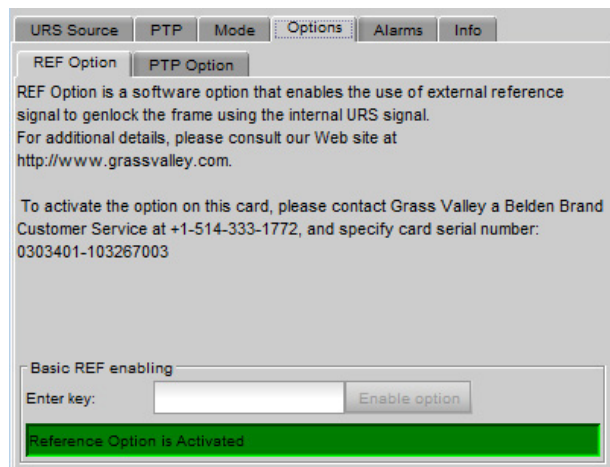 URS Source PTP Mode Options Alarms Info
REF Option PTP Option
REF Option is a software option that enables the use of external reference
signal to genlock the frame using the internal URS signal.
For additional details, please consult our Web site at
http://www.grassvalley.com.
To activate the option on this card, please contact Grass Valley a Belden Brand
Customer Service at +1-514-333-1772, and specify card serial number:
0303401-103267003
Basic REF enabling
Enter key: Enable option
Reference Option is Activated